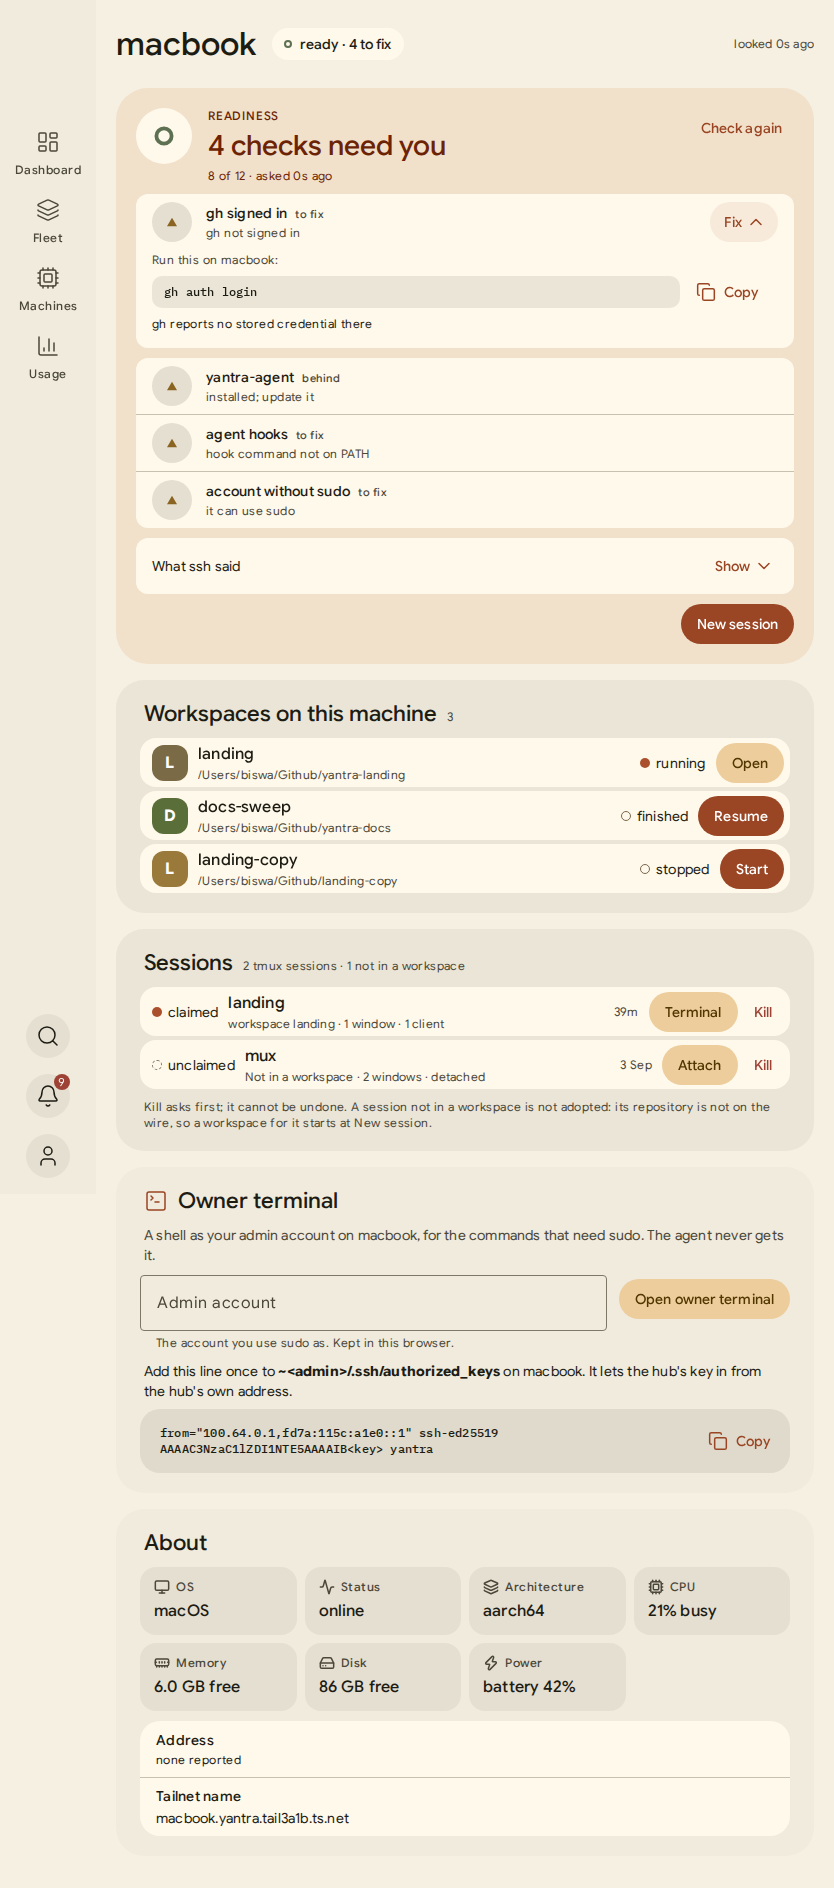 macbook
ready · 4 to fix
looked 0s ago
Dashboard
Fleet
Machines
Usage
9
READINESS
4 checks need you
8 of 12 · asked 0s ago
Check again
gh signed in to fix
gh not signed in
Fix
Run this on macbook:
gh auth login
Copy
gh reports no stored credential there
yantra-agent behind
installed; update it
agent hooks to fix
hook command not on PATH
account without sudo to fix
it can use sudo
What ssh said
Show
New session
Workspaces on this machine 3
L
landing
/Users/biswa/Github/yantra-landing
running
Open
D
docs-sweep
/Users/biswa/Github/yantra-docs
finished
Resume
L
landing-copy
/Users/biswa/Github/landing-copy
stopped
Start
Sessions 2 tmux sessions · 1 not in a workspace
claimed
landing
workspace landing · 1 window · 1 client
39m
Terminal
Kill
unclaimed
mux
Not in a workspace · 2 windows · detached
3 Sep
Attach
Kill
Kill asks first; it cannot be undone. A session not in a workspace is not adopted: its repository is not on the
wire, so a workspace for it starts at New session.
Owner terminal
A shell as your admin account on macbook, for the commands that need sudo. The agent never gets
it.
Admin account
Open owner terminal
The account you use sudo as. Kept in this browser.
Add this line once to ~<admin>/.ssh/authorized_keys on macbook. It lets the hub's key in from
the hub's own address.
from="100.64.0.1,fd7a:115c:a1e0::1" ssh-ed25519
AAAAC3NzaC1lZDI1NTE5AAAAIB<key> yantra
Copy
About
OS
macOS
Status
online
Architecture
aarch64
CPU
21% busy
Memory
6.0 GB free
Disk
86 GB free
Power
battery 42%
Address
none reported
Tailnet name
macbook.yantra.tail3a1b.ts.net